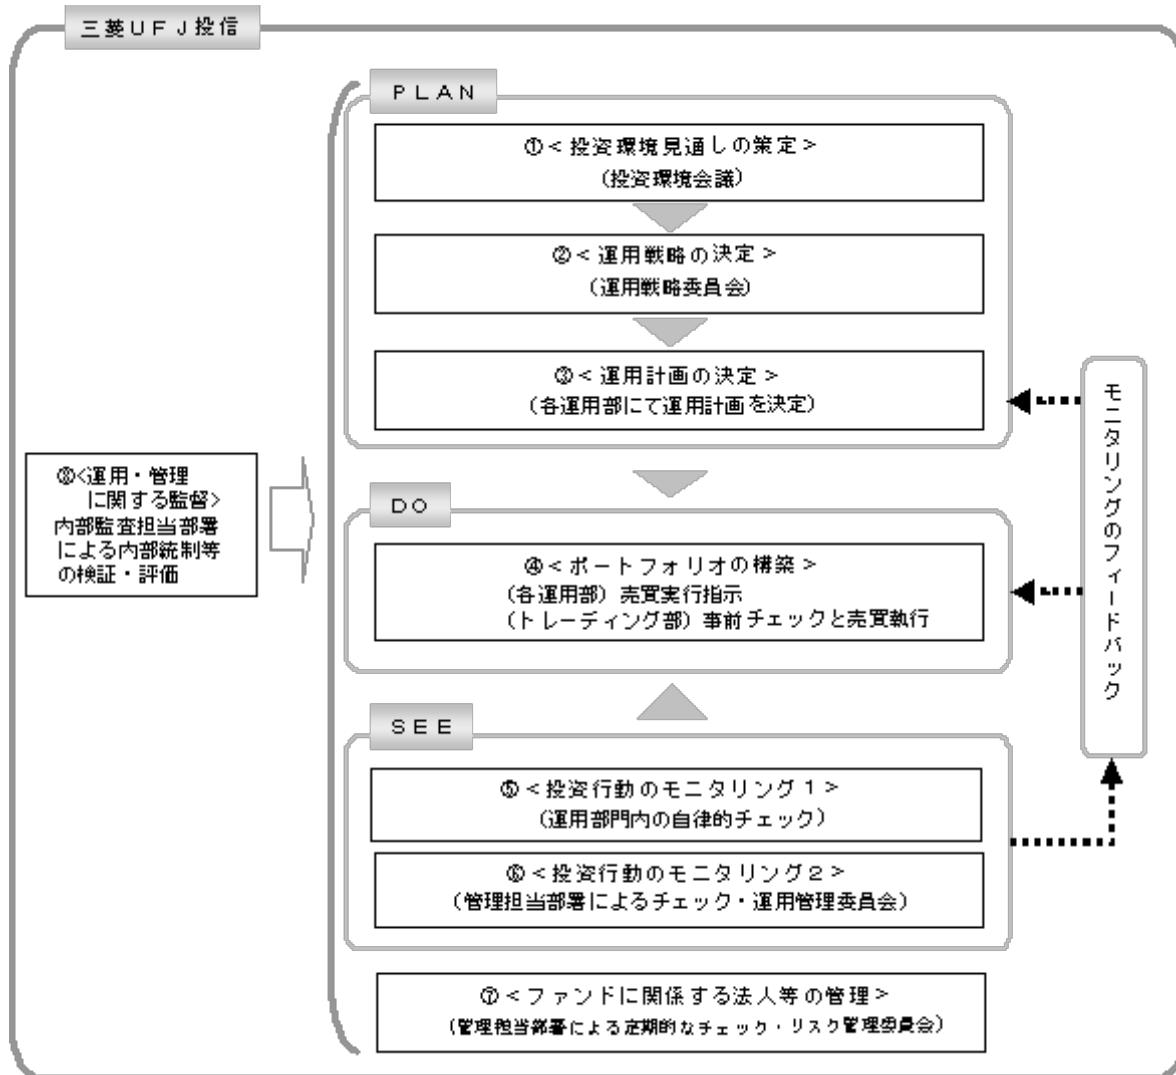 三菱UFJ投信
PLAN
①<投資環境見通しの策定>
(投資環境会議)
②<運用戦略の決定>
(運用戦略委員会)
③<運用計画の決定>
(各運用部にて運用計画を決定)
DO
④<ポートフォリオの構築>
(各運用部)売買実行指示
(トレーディング部)事前チェックと売買執行
SEE
⑤<投資行動のモニタリング1>
(運用部門内の自律的チェック)
⑥<投資行動のモニタリング2>
(管理担当部署によるチェック・運用管理委員会)
⑦<ファンドに関係する法人等の管理>
(管理担当部署による定期的なチェック・リスク管理委員会)
⑧<運用・管理
に関する監督>
内部監査担当部署
による内部統制等
の検証・評価
モニタリングのフィードバック